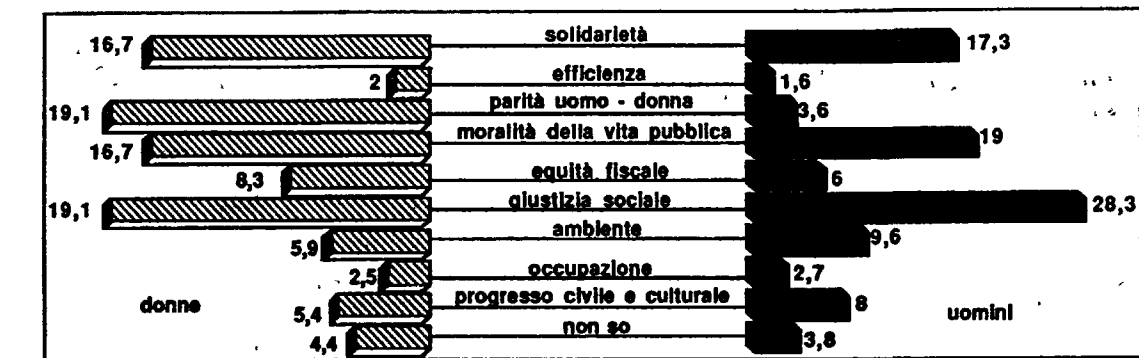 16,7 solidarietà 17,3
2 efficienza 1,6
19,1 parità uomo - donna 3,6
16,7 moralità della vita pubblica 19
8,3 equità fiscale 6
19,1 giustizia sociale 28,3
5,9 ambiente 9,6
2,5 occupazione 2,7
donne 5,4 progresso civile e culturale 8 uomini
4,4 non so 3,8